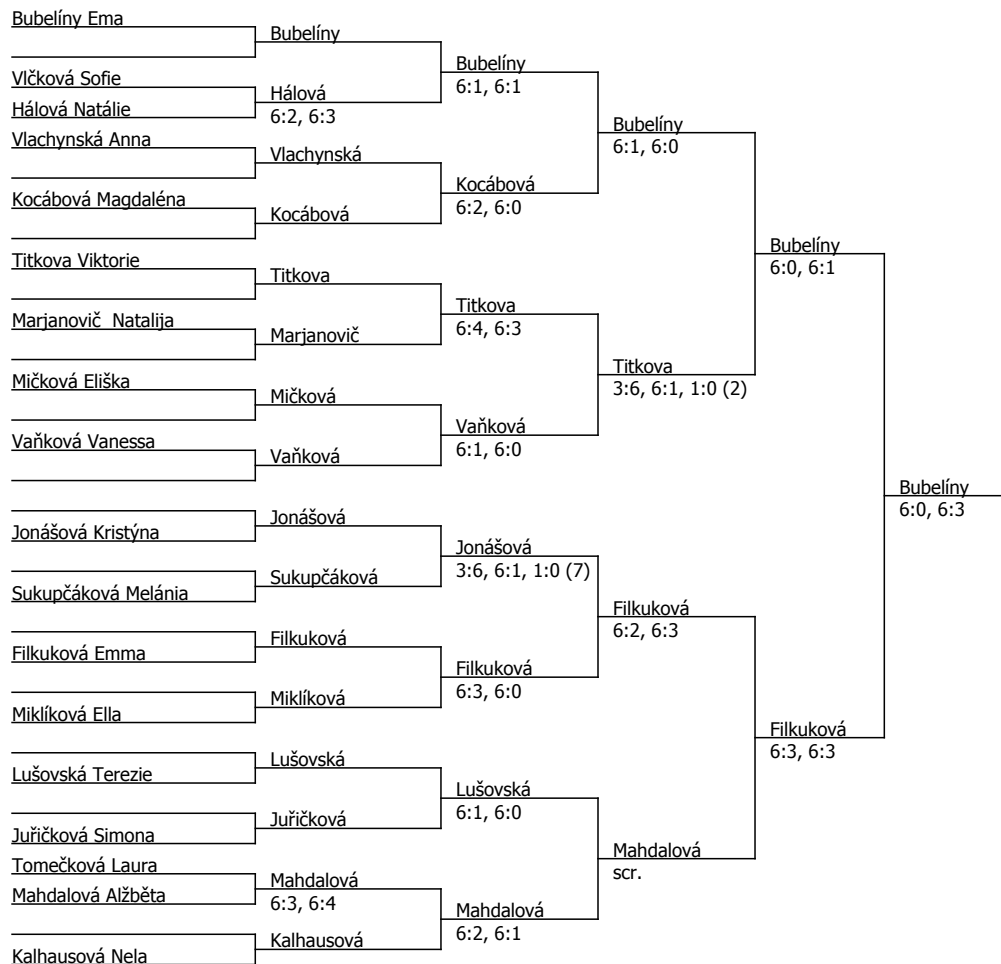 Bubelíny Ema
Vlčková Sofie
Hálová Natálie
Vlachynská Anna
Kocábová Magdaléna
Titkova Viktorie
Marjanovič  Natalija
Mičková Eliška
Vaňková Vanessa
Jonášová Kristýna
Sukupčáková Melánia
Filkuková Emma
Miklíková Ella
Lušovská Terezie
Juřičková Simona
Tomečková Laura
Mahdalová Alžběta
Kalhausová Nela
Bubelíny
Hálová
6:2, 6:3
Vlachynská
Kocábová
Titkova
Marjanovič
Mičková
Vaňková
Jonášová
Sukupčáková
Filkuková
Miklíková
Lušovská
Juřičková
Mahdalová
6:3, 6:4
Kalhausová
Bubelíny
6:1, 6:1
Kocábová
6:2, 6:0
Titkova
6:4, 6:3
Vaňková
6:1, 6:0
Jonášová
3:6, 6:1, 1:0 (7)
Filkuková
6:3, 6:0
Lušovská
6:1, 6:0
Mahdalová
6:2, 6:1
Bubelíny
6:1, 6:0
Titkova
3:6, 6:1, 1:0 (2)
Filkuková
6:2, 6:3
Mahdalová
scr.
Bubelíny
6:0, 6:1
Filkuková
6:3, 6:3
Bubelíny
6:0, 6:3